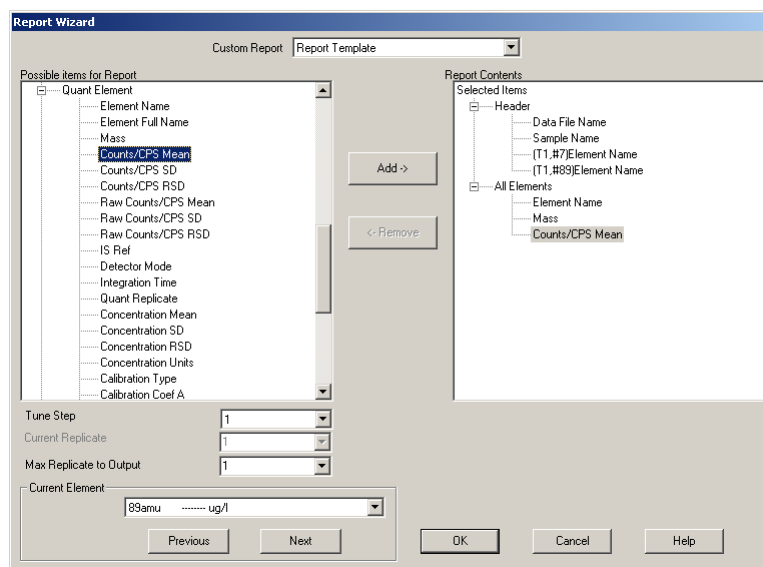 Report Wizard
Custom Report Report Template
Possible items for Report
Quant Element
Element Name
Element Full Name
Mass
Counts/CPS Mean
Counts/CPS SD
Counts/CPS RSD
Raw Counts/CPS Mean
Raw Counts/CPS SD
Raw Counts/CPS RSD
IS Ref
Detector Mode
Integration Time
Quant Replicate
Concentration Mean
Concentration SD
Concentration RSD
Concentration Units
Calibration Type
Calibration Coef A
Add ->
<- Remove
Report Contents
Selected Items
Header
Data File Name
Sample Name
(T1,#7)Element Name
(T1,#89)Element Name
All Elements
Element Name
Mass
Counts/CPS Mean
Tune Step 1
Current Replicate 1
Max Replicate to Output 1
Current Element
89amu -------- ug/l
Previous Next OK Cancel Help